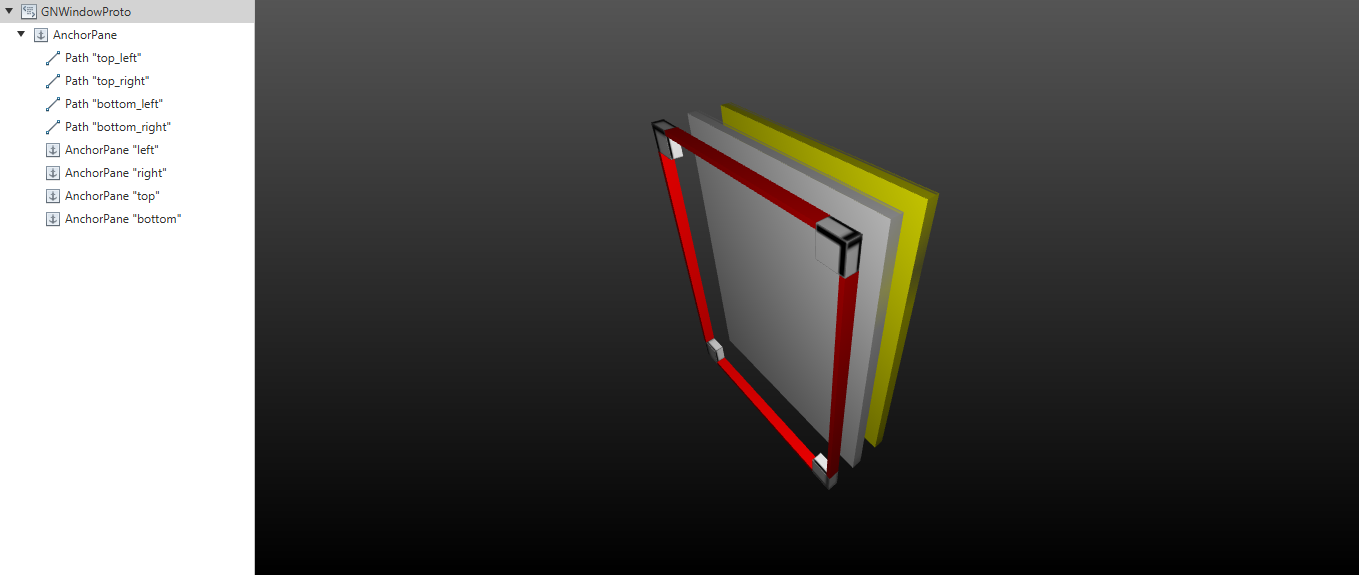 GNWindowProto
AnchorPane
Path "top_left"
Path "top_right"
Path "bottom_left"
Path "bottom_right"
AnchorPane "left"
AnchorPane "right"
AnchorPane "top"
AnchorPane "bottom"